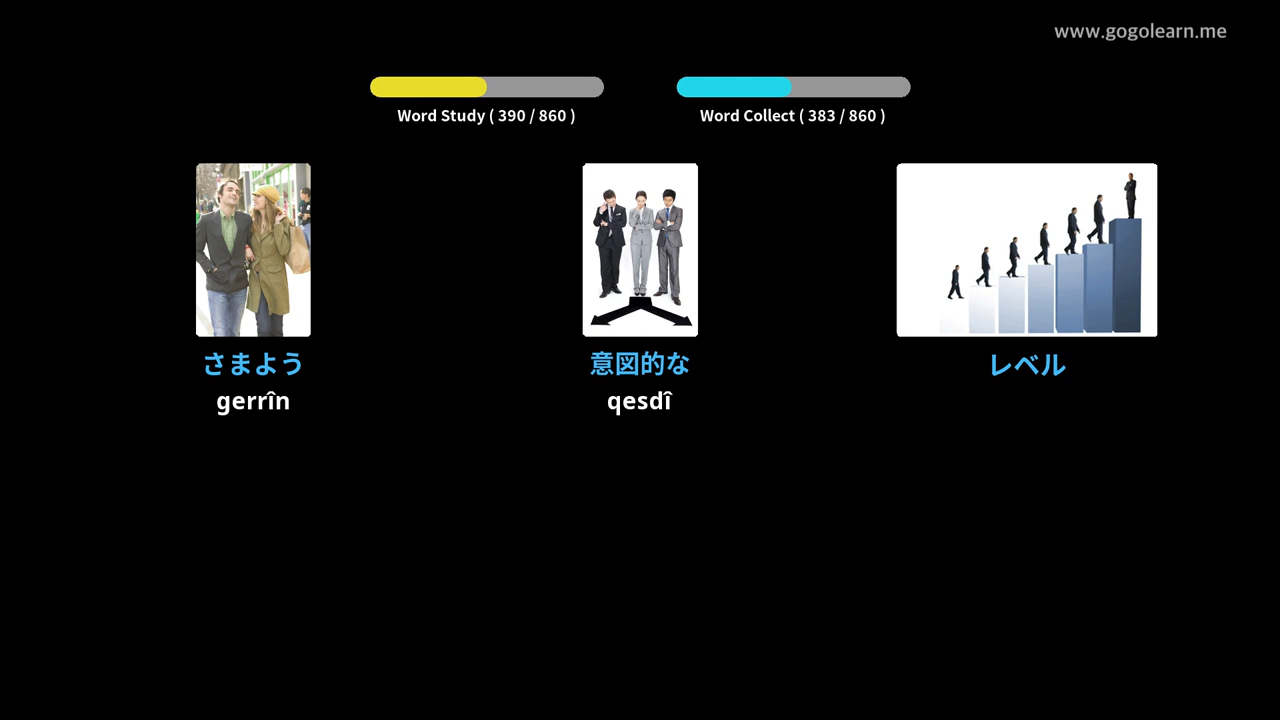 www.gogolearn.me
Word Study ( 390 / 860 )
Word Collect ( 383 / 860 )
さまよう
gerrîn
意図的な
qesdî
レベル